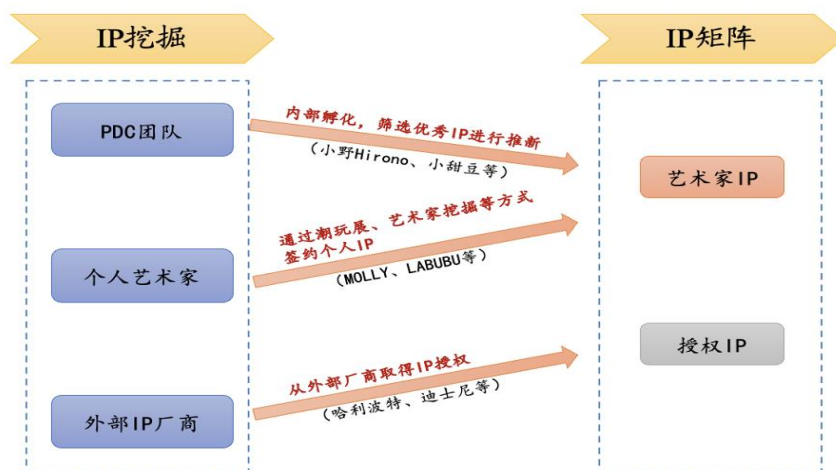 IP挖掘
IP矩阵
PDC团队
内部孵化，筛选优秀IP进行推新
（小野Hirono、小甜豆等）
艺术家IP
个人艺术家
通过潮玩展、艺术家挖掘等方式
签约个人IP
（MOLLY、LABUBU等）
授权IP
外部IP厂商
从外部厂商取得IP授权
（哈利波特、迪士尼等）